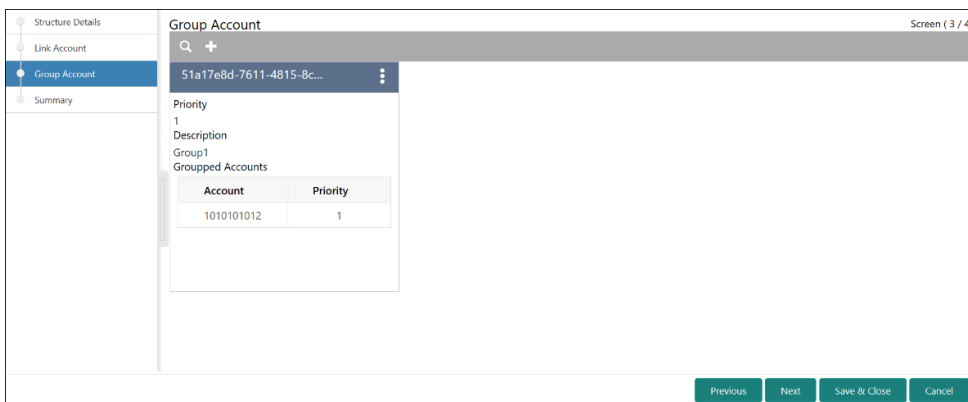 Structure Details
Link Account
Group Account
Summary
Group Account
Screen ( 3 / 4
51a17e8d-7611-4815-8c...
Priority
1
Description
Group1
Groupped Accounts
Account Priority
1010101012 1
Previous Next Save & Close Cancel